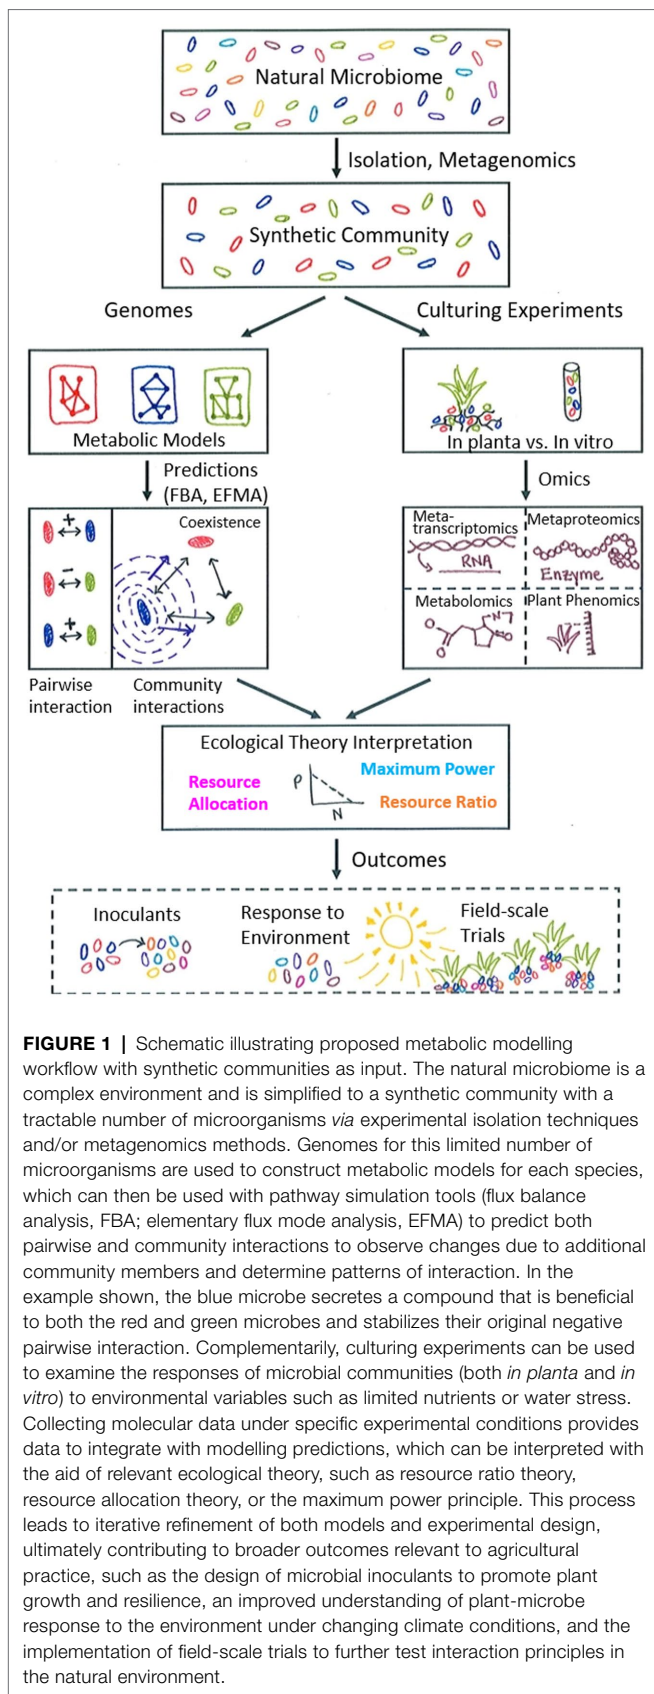 Natural Microbiome
Isolation, Metagenomics
Synthetic Community
Genomes
Culturing Experiments
Metabolic Models
In planta vs. In vitro
Predictions
(FBA, EFMA)
Omics
+
-
+
Coexistence
Pairwise
interaction
Community
interactions
Meta-
transcriptomics
RNA
Metaproteomics
Enzyme
Metabolomics
N
O
O
O
Plant Phenomics
Ecological Theory Interpretation
Resource
Allocation
P
N
Maximum Power
Resource Ratio
Outcomes
Inoculants
Response to
Environment
Field-scale
Trials
FIGURE 1 | Schematic illustrating proposed metabolic modelling
workflow with synthetic communities as input. The natural microbiome is a
complex environment and is simplified to a synthetic community with a
tractable number of microorganisms via experimental isolation techniques
and/or metagenomics methods. Genomes for this limited number of
microorganisms are used to construct metabolic models for each species,
which can then be used with pathway simulation tools (flux balance
analysis, FBA; elementary flux mode analysis, EFMA) to predict both
pairwise and community interactions to observe changes due to additional
community members and determine patterns of interaction. In the
example shown, the blue microbe secretes a compound that is beneficial
to both the red and green microbes and stabilizes their original negative
pairwise interaction. Complementarily, culturing experiments can be used
to examine the responses of microbial communities (both in planta and in
vitro) to environmental variables such as limited nutrients or water stress.
Collecting molecular data under specific experimental conditions provides
data to integrate with modelling predictions, which can be interpreted with
the aid of relevant ecological theory, such as resource ratio theory,
resource allocation theory, or the maximum power principle. This process
leads to iterative refinement of both models and experimental design,
ultimately contributing to broader outcomes relevant to agricultural
practice, such as the design of microbial inoculants to promote plant
growth and resilience, an improved understanding of plant-microbe
response to the environment under changing climate conditions, and the
implementation of field-scale trials to further test interaction principles in
the natural environment.